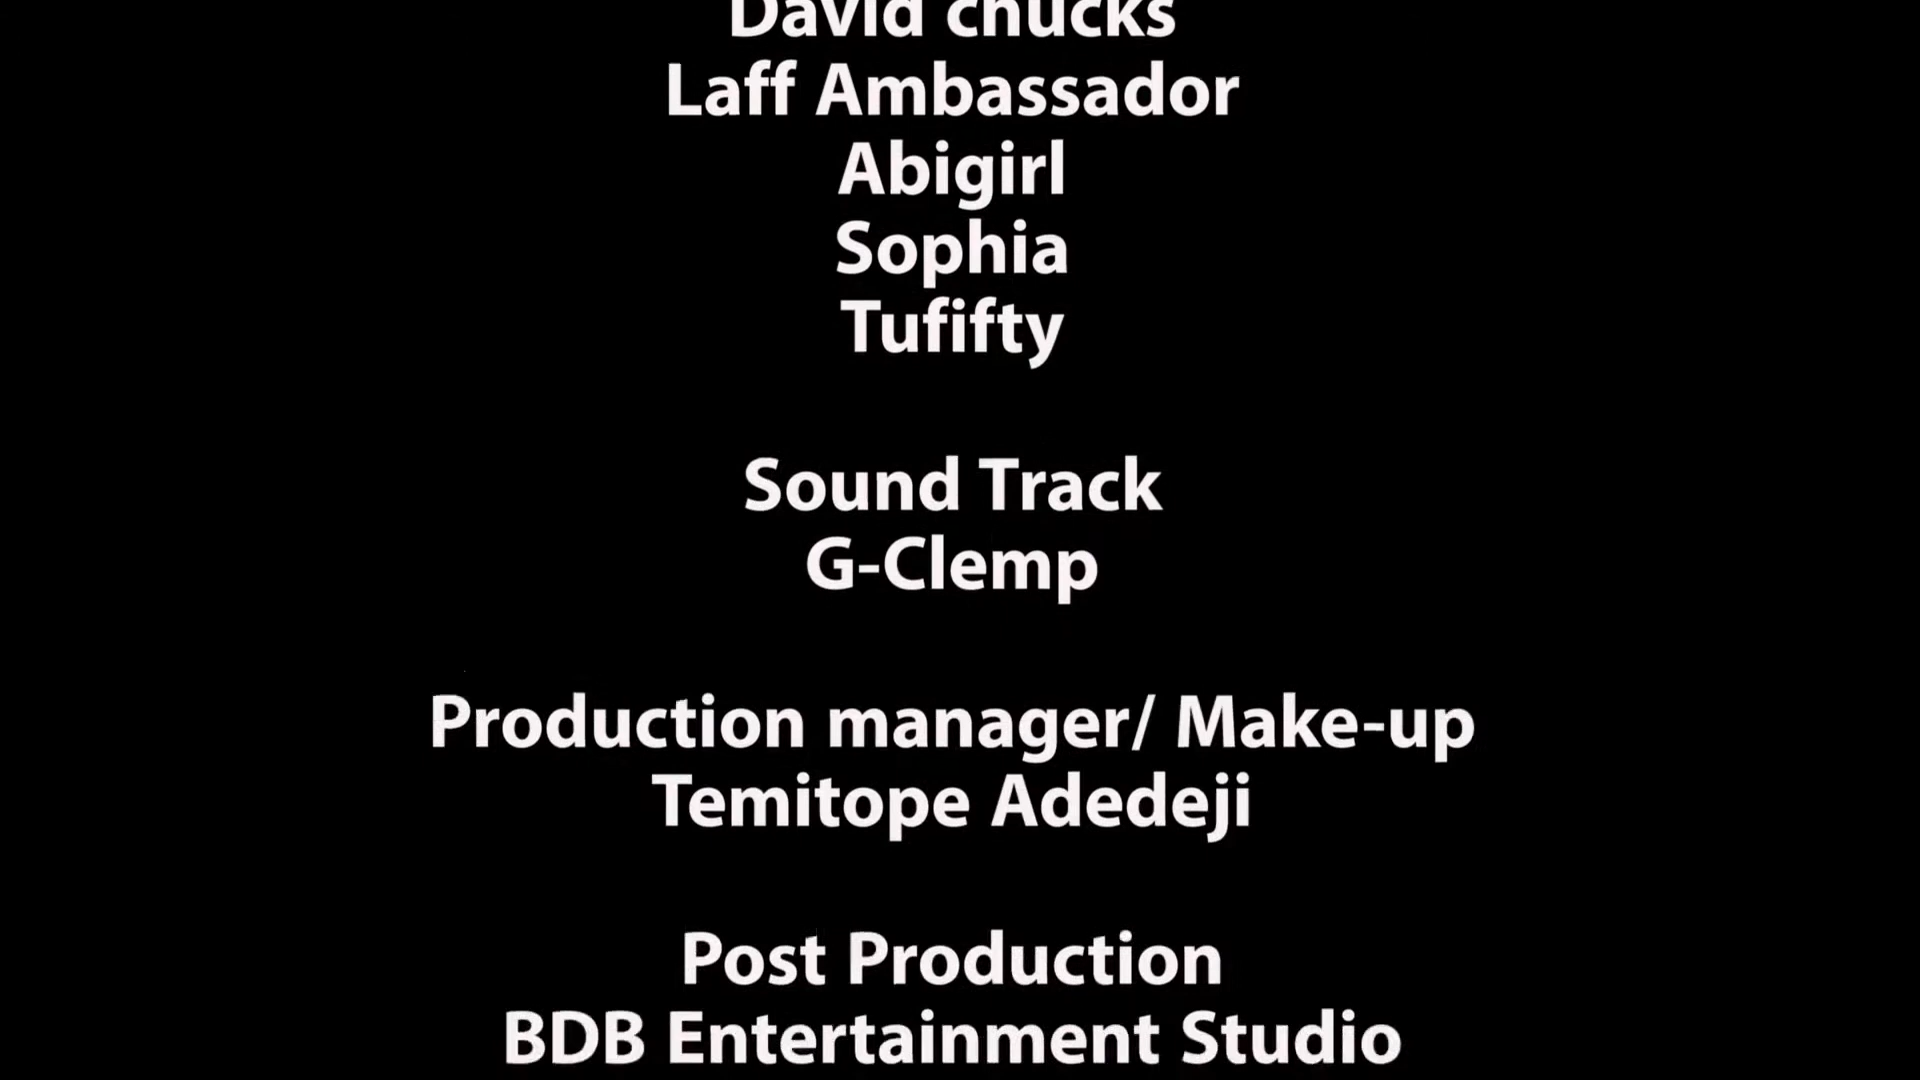 David chucks
Laff Ambassador
Abigirl
Sophia
Tufifty
Sound Track
G-Clemp
Production manager/ Make-up
Temitope Adedeji
Post Production
BDB Entertainment Studio